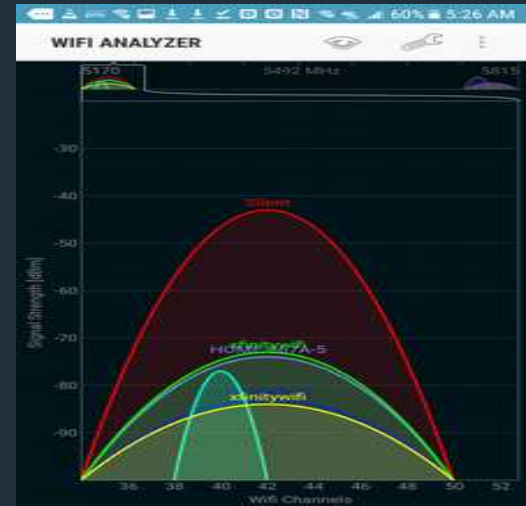 60% 5:26 AM
WIFI ANALYZER
5170 5492 MHz 5815
-30
-40
-50
-60
-70
-80
-90
Signal Strength [dBm]
xfinitywifi
xfinitywifi
36 38 40 42 44 46 48 50 52
Wifi Channels